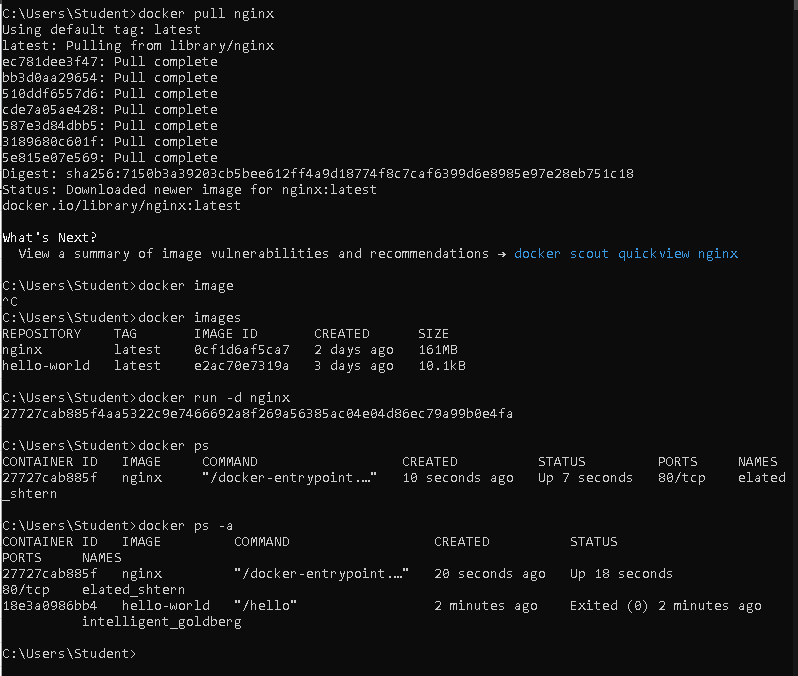 C:\Users\Student>docker pull nginx
Using default tag: latest
latest: Pulling from library/nginx
ec781dee3f47: Pull complete
bb3d0aa29654: Pull complete
510ddf6557d6: Pull complete
cde7a05ae428: Pull complete
587e3d84dbb5: Pull complete
3189680c601f: Pull complete
5e815e07e569: Pull complete
Digest: sha256:7150b3a39203cb5bee612ff4a9d18774f8c7caf6399d6e8985e97e28eb751c18
Status: Downloaded newer image for nginx:latest
docker.io/library/nginx:latest
What's Next?
View a summary of image vulnerabilities and recommendations → docker scout quickview nginx
C:\Users\Student>docker image
^C
C:\Users\Student>docker images
REPOSITORY    TAG       IMAGE ID       CREATED      SIZE
nginx         latest    0cf1d6af5ca7   2 days ago   161MB
hello-world   latest    e2ac70e7319a   3 days ago   10.1kB
C:\Users\Student>docker run -d nginx
27727cab885f4aa5322c9e7466692a8f269a56385ac04e04d86ec79a99b0e4fa
C:\Users\Student>docker ps
CONTAINER ID   IMAGE     COMMAND                  CREATED          STATUS         PORTS     NAMES
27727cab885f   nginx     "/docker-entrypoint.…"   10 seconds ago   Up 7 seconds   80/tcp    elated
_shtern
C:\Users\Student>docker ps -a
CONTAINER ID   IMAGE         COMMAND                  CREATED          STATUS
PORTS     NAMES
27727cab885f   nginx         "/docker-entrypoint.…"   20 seconds ago   Up 18 seconds
80/tcp    elated_shtern
18e3a0986bb4   hello-world   "/hello"                 2 minutes ago    Exited (0) 2 minutes ago
intelligent_goldberg
C:\Users\Student>